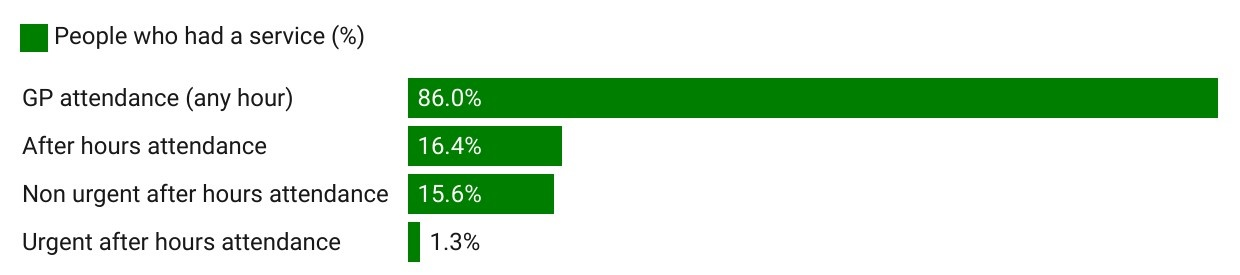 People who had a service (%)
GP attendance (any hour) 86.0%
After hours attendance 16.4%
Non urgent after hours attendance 15.6%
Urgent after hours attendance 1.3%